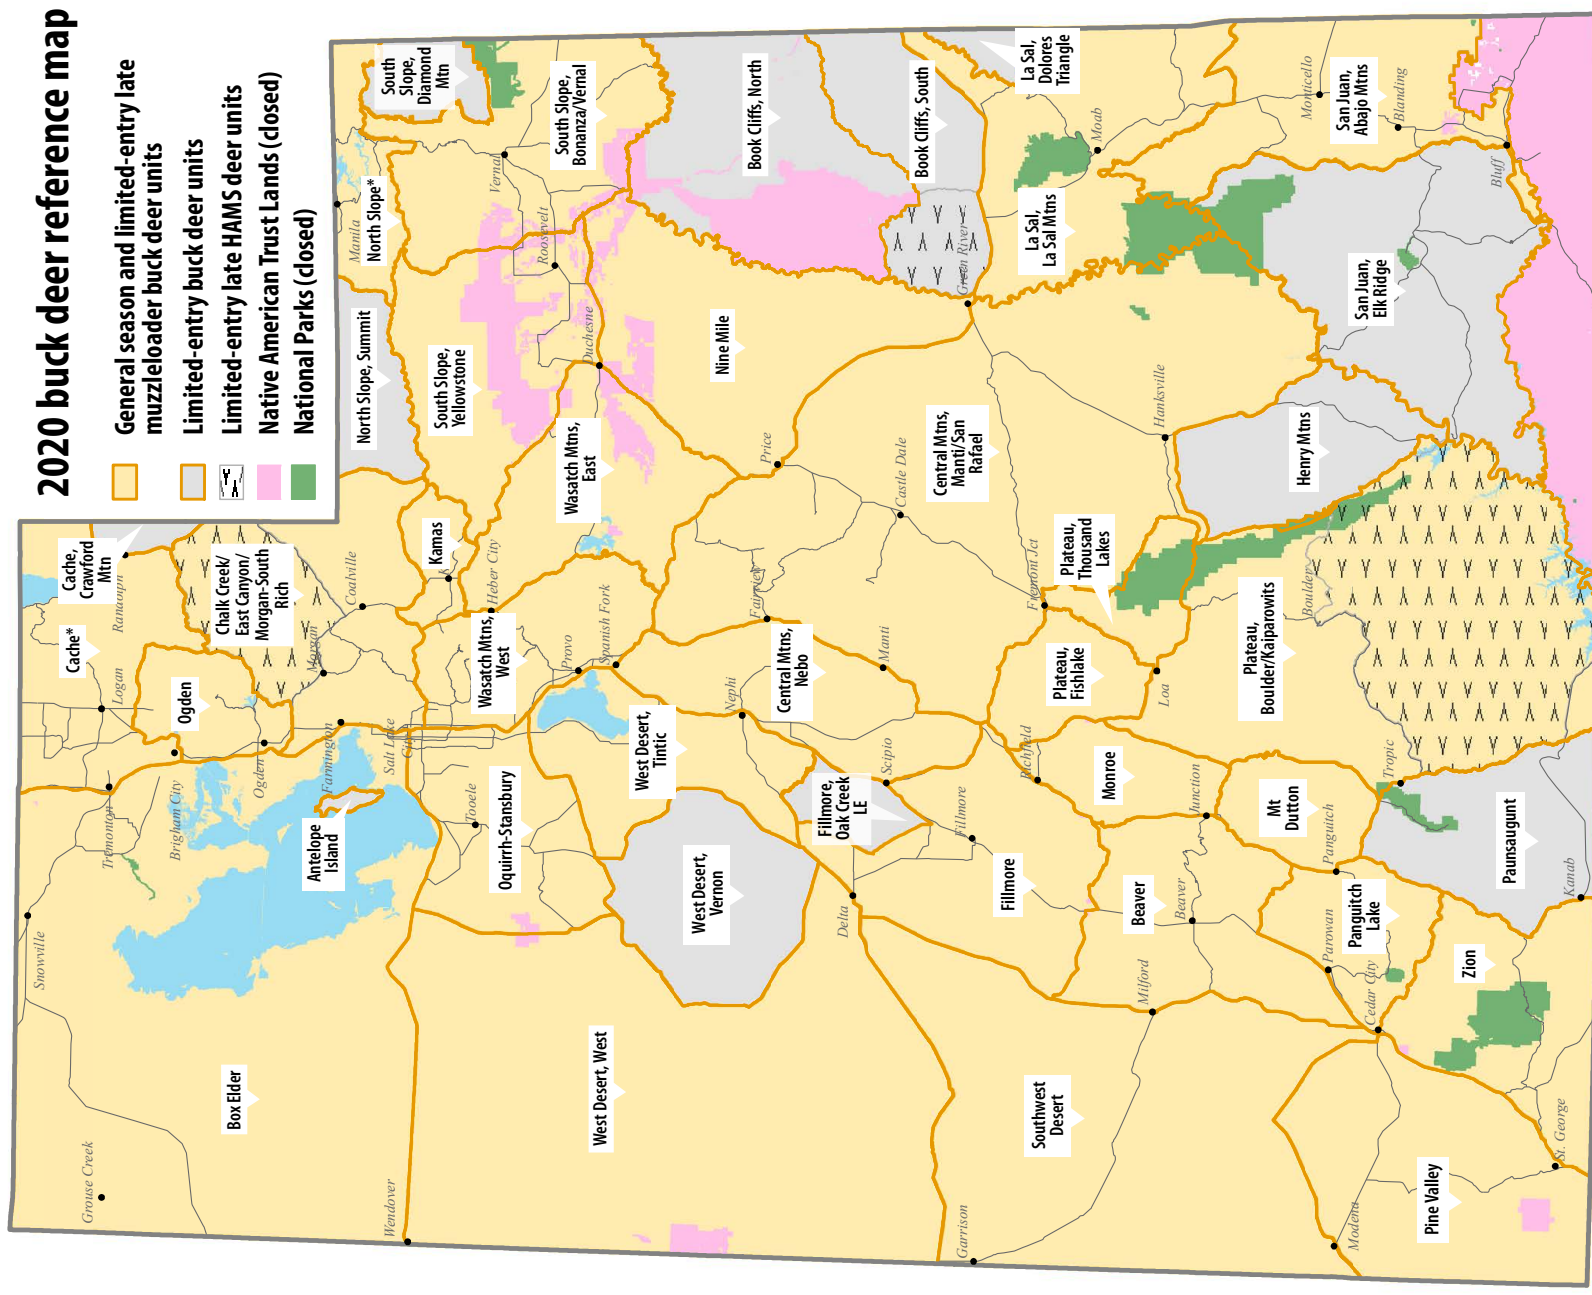 2020 buck deer reference map
General season and limited-entry late
muzzleloader buck deer units
Limited-entry buck deer units
Limited-entry late HAMS deer units
Native American Trust Lands (closed)
National Parks (closed)
Grouse Creek
Snowville
Box Elder
Tremonton
Brigham City
Logan
Cache*
Randolph
Cache,
Crawford
Mtn
Ogden
Ogden
Chalk Creek/
East Canyon/
Morgan-South
Rich
Morgan
Coalville
Farmington
Antelope
Island
Salt Lake
City
Wendover
Tooele
Oquirrh-Stansbury
Kamas
Heber City
Wasatch Mtns,
West
Provo
Spanish Fork
North Slope, Summit
Manila
North Slope*
South
Slope,
Diamond
Mtn
South Slope,
Yellowstone
Vernal
Roosevelt
South Slope,
Bonanza/Vernal
Duchesne
Wasatch Mtns,
East
West Desert, West
West Desert,
Vernon
West Desert,
Tintic
Nephi
Fairview
Central Mtns,
Nebo
Price
Nine Mile
Book Cliffs, North
Book Cliffs, South
Green River
Delta
Fillmore,
Oak Creek
LE
Scipio
Manti
Castle Dale
Central Mtns,
Manti/San
Rafael
Fillmore
Fillmore
Garrison
Southwest
Desert
Milford
Richfield
Plateau,
Fishlake
Fremont Jct
Plateau,
Thousand
Lakes
Loa
Hanksville
La Sal,
La Sal Mtns
La Sal,
Dolores
Triangle
Moab
Monroe
Beaver
Beaver
Junction
Plateau,
Boulder/Kaiparowits
Boulder
Henry Mtns
San Juan,
Elk Ridge
San Juan,
Abajo Mtns
Monticello
Blanding
Bluff
Mt
Dutton
Panguitch
Panguitch
Lake
Parowan
Cedar City
Tropic
Paunsaugunt
Kanab
Zion
Modena
Pine Valley
St. George